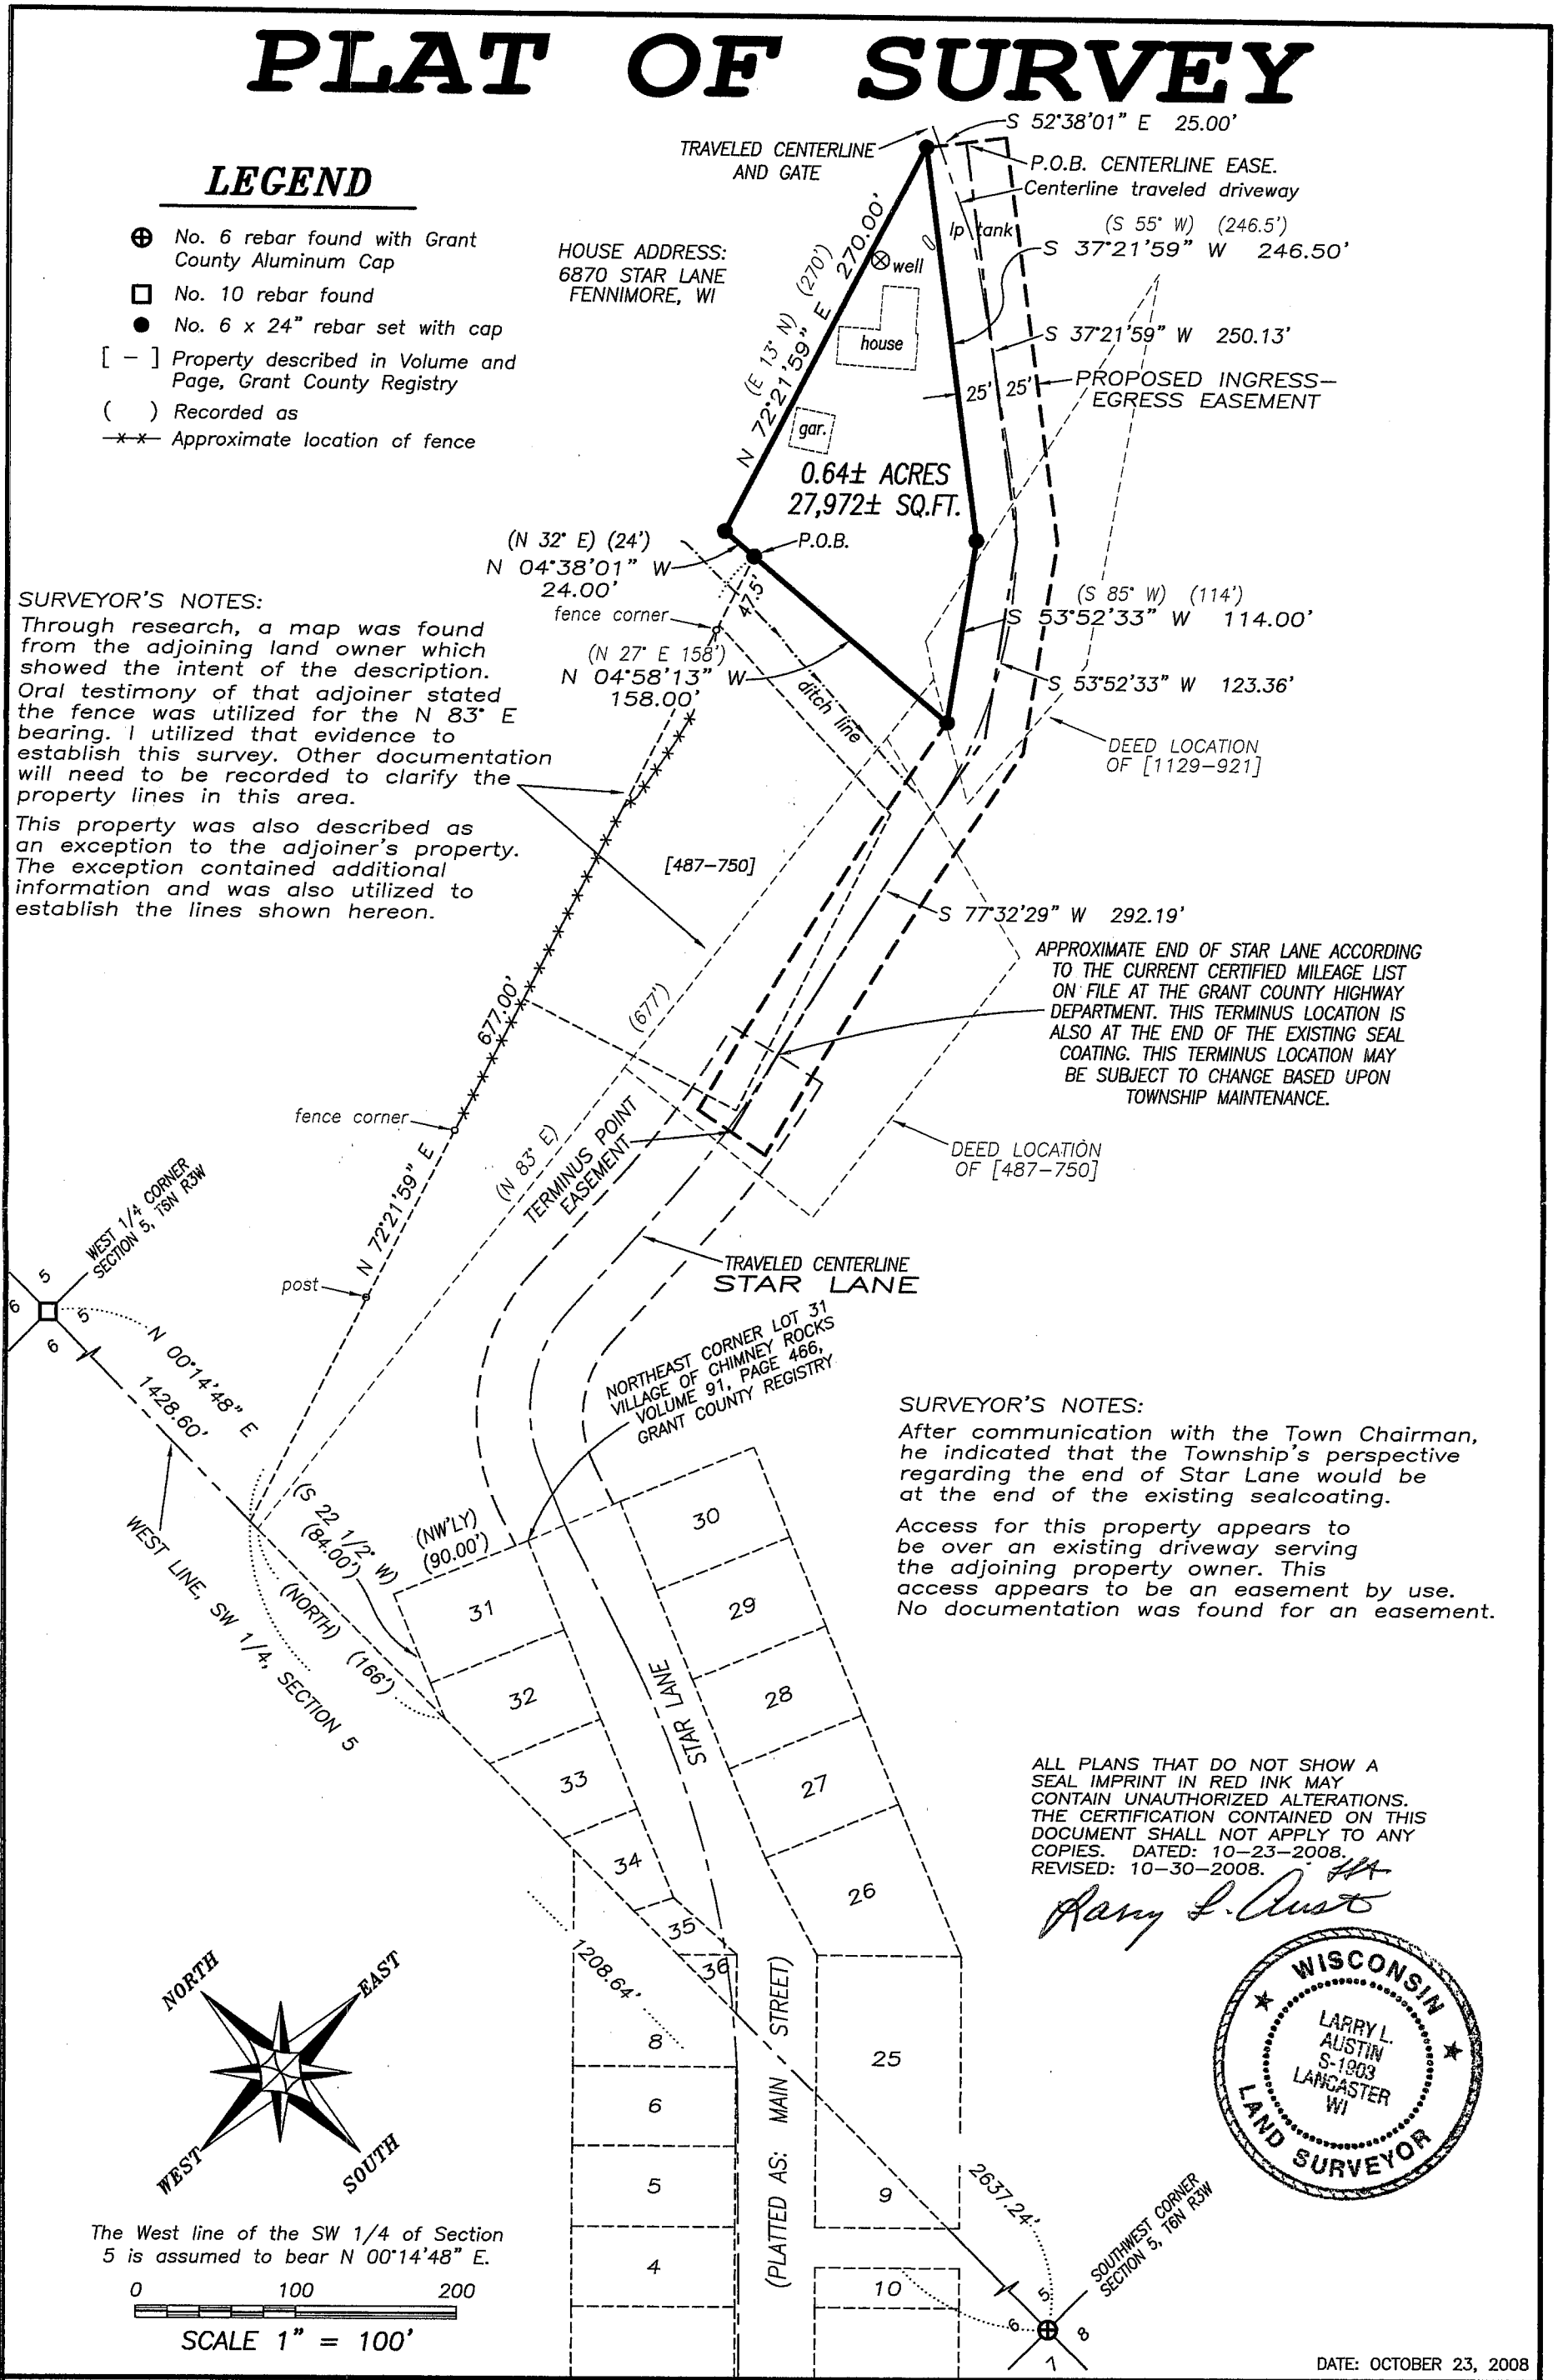 PLAT OF SURVEY
LEGEND
No. 6 rebar found with Grant
County Aluminum Cap
No. 10 rebar found
No. 6 x 24" rebar set with cap
[ - ] Property described in Volume and
Page, Grant County Registry
( ) Recorded as
Approximate location of fence
HOUSE ADDRESS:
6870 STAR LANE
FENNIMORE, WI
TRAVELED CENTERLINE
AND GATE
S 52°38'01" E 25.00'
P.O.B. CENTERLINE EASE.
Centerline traveled driveway
(S 55° W) (246.5')
S 37°21'59" W 246.50'
lp tank
well
house
gar.
(E 13° N) (270')
N 72°21'59" E 270.00'
S 37°21'59" W 250.13'
25' 25'
PROPOSED INGRESS-
EGRESS EASEMENT
0.64± ACRES
27,972± SQ.FT.
P.O.B.
(N 32° E) (24')
N 04°38'01" W
24.00'
fence corner
47.5'
(N 27° E 158')
N 04°58'13" W
158.00'
ditch line
(S 85° W) (114')
S 53°52'33" W 114.00'
S 53°52'33" W 123.36'
DEED LOCATION
OF [1129-921]
SURVEYOR'S NOTES:
Through research, a map was found
from the adjoining land owner which
showed the intent of the description.
Oral testimony of that adjoiner stated
the fence was utilized for the N 83° E
bearing. I utilized that evidence to
establish this survey. Other documentation
will need to be recorded to clarify the
property lines in this area.
This property was also described as
an exception to the adjoiner's property.
The exception contained additional
information and was also utilized to
establish the lines shown hereon.
[487-750]
S 77°32'29" W 292.19'
APPROXIMATE END OF STAR LANE ACCORDING
TO THE CURRENT CERTIFIED MILEAGE LIST
ON FILE AT THE GRANT COUNTY HIGHWAY
DEPARTMENT. THIS TERMINUS LOCATION IS
ALSO AT THE END OF THE EXISTING SEAL
COATING. THIS TERMINUS LOCATION MAY
BE SUBJECT TO CHANGE BASED UPON
TOWNSHIP MAINTENANCE.
677.00'
(677')
fence corner
N 72°21'59" E
(N 83° E)
TERMINUS POINT
EASEMENT
DEED LOCATION
OF [487-750]
post
TRAVELED CENTERLINE
STAR LANE
WEST 1/4 CORNER
SECTION 5, T6N R3W
5
6
5
6
N 00°14'48" E
1428.60'
WEST LINE, SW 1/4, SECTION 5
NORTHEAST CORNER LOT 31
VILLAGE OF CHIMNEY ROCKS
VOLUME 91, PAGE 466,
GRANT COUNTY REGISTRY
(S 22 1/2° W)
(84.00')
(NW'LY)
(90.00')
(NORTH) (166')
SURVEYOR'S NOTES:
After communication with the Town Chairman,
he indicated that the Township's perspective
regarding the end of Star Lane would be
at the end of the existing sealcoating.
Access for this property appears to
be over an existing driveway serving
the adjoining property owner. This
access appears to be an easement by use.
No documentation was found for an easement.
30
31
29
32
28
STAR LANE
33
27
34
26
35
36
1208.64'
8
25
6
5
9
4
10
(PLATTED AS: MAIN STREET)
2637.24'
SOUTHWEST CORNER
SECTION 5, T6N R3W
5
6
8
7
ALL PLANS THAT DO NOT SHOW A
SEAL IMPRINT IN RED INK MAY
CONTAIN UNAUTHORIZED ALTERATIONS.
THE CERTIFICATION CONTAINED ON THIS
DOCUMENT SHALL NOT APPLY TO ANY
COPIES. DATED: 10-23-2008.
REVISED: 10-30-2008.
WISCONSIN
LARRY L.
AUSTIN
S-1903
LANCASTER
WI
LAND SURVEYOR
NORTH
EAST
WEST
SOUTH
The West line of the SW 1/4 of Section
5 is assumed to bear N 00°14'48" E.
0 100 200
SCALE 1" = 100'
DATE: OCTOBER 23, 2008